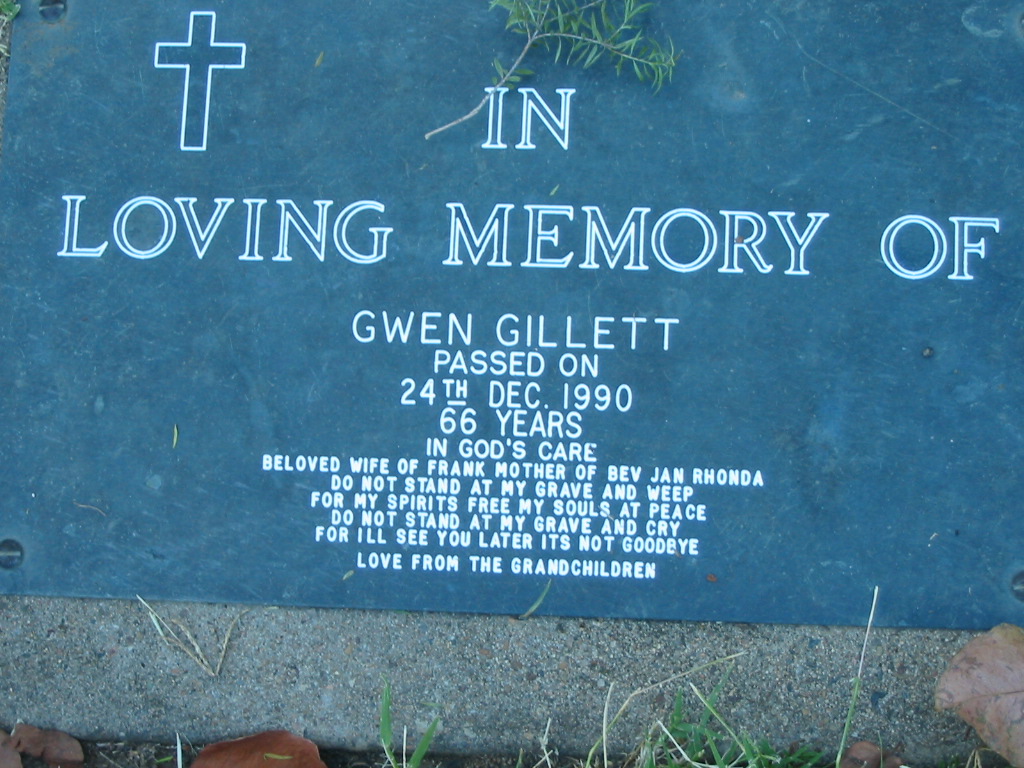 IN
LOVING MEMORY OF
GWEN GILLETT
PASSED ON
24TH DEC. 1990
66 YEARS
IN GOD'S CARE
BELOVED WIFE OF FRANK MOTHER OF BEV JAN RHONDA
DO NOT STAND AT MY GRAVE AND WEEP
FOR MY SPIRITS FREE MY SOULS AT PEACE
DO NOT STAND AT MY GRAVE AND CRY
FOR ILL SEE YOU LATER ITS NOT GOODBYE
LOVE FROM THE GRANDCHILDREN